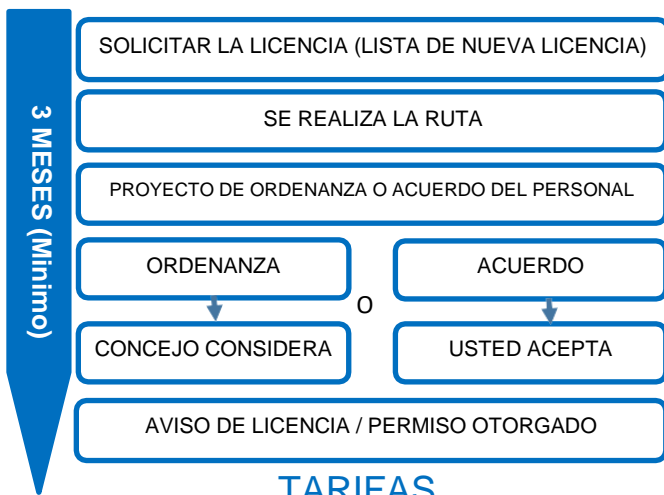 3 MESES (Minimo)
SOLICITAR LA LICENCIA (LISTA DE NUEVA LICENCIA)
SE REALIZA LA RUTA
PROYECTO DE ORDENANZA O ACUERDO DEL PERSONAL
ORDENANZA
ACUERDO
O
CONCEJO CONSIDERA
USTED ACEPTA
AVISO DE LICENCIA / PERMISO OTORGADO
TARIFAS